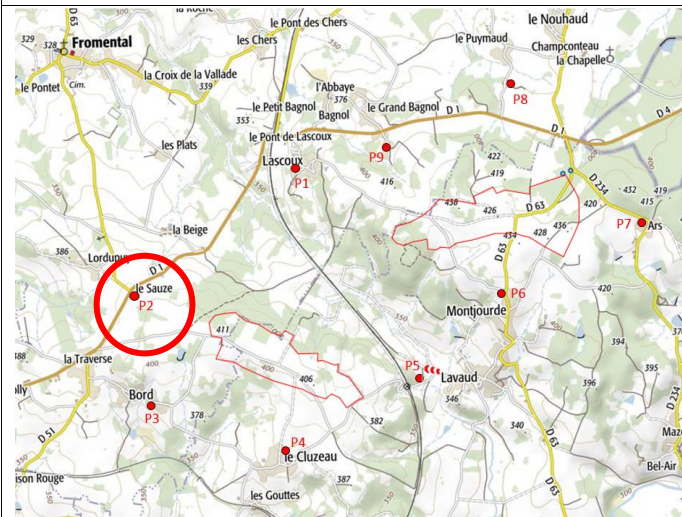 D 63
le Pont des Chers
le Nouhaud
329
328
Fromental
les Chers
le Puymaud
Champconteau
la Chapelle
le Pontet
Cim.
la Croix de la Vallade
339
l'Abbaye
376
Bagnol
le Grand Bagnol
P8
353
le Petit Bagnol
D 1
D 4
les Plats
le Pont de Lascoux
P9
D 1
Lascoux
P1
422
419
400
416
D 234
432
419
415
438
426
D 63
420
436
P7
Ars
la Beige
386
Lordupuy
434
428
D 1
D 63
le Sauze
P2
P6
420
Montjourde
411
394
la Traverse
P5
Lavaud
395
406
396
Bord
P3
378
346
382
D 51
340
P4
le Cluzeau
D 63
387
Bel-Air
les Gouttes
350